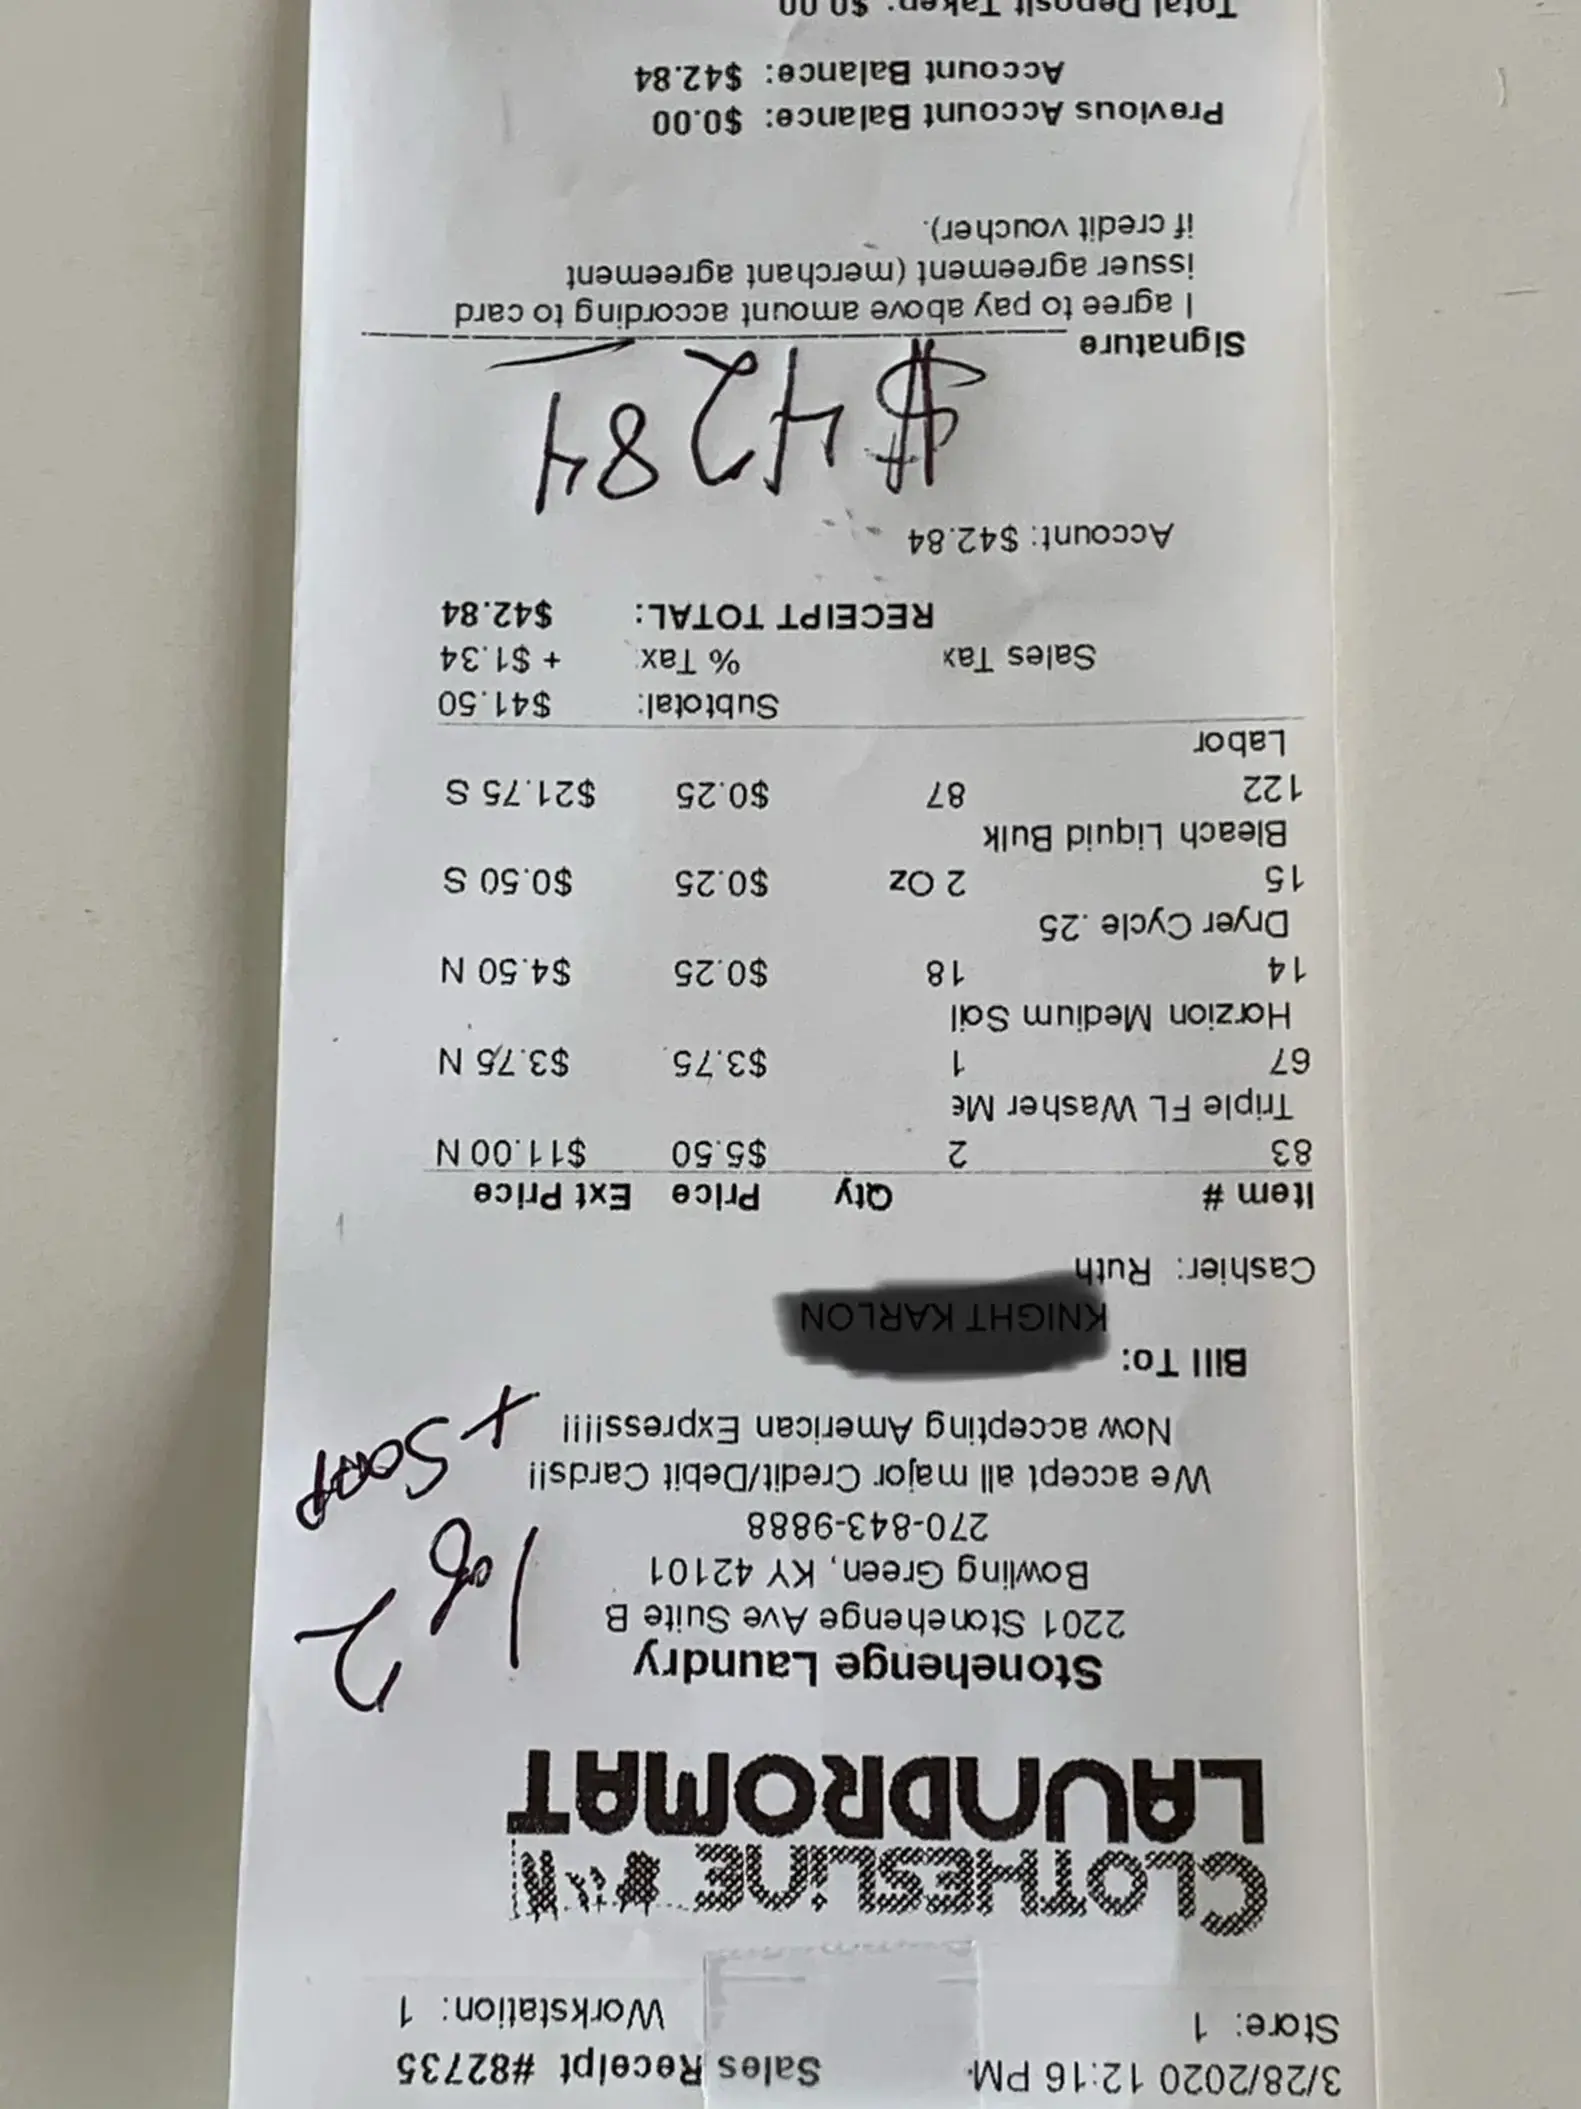 3/28/2020 12:16 PM
Sales Receipt #82735
Store: 1
Workstation: 1
CLOTHESLINE
LAUNDROMAT
Stonehenge Laundry
2201 Stonehenge Ave Suite B
Bowling Green, KY 42101
270-843-9888
We accept all major Credit/Debit Cards!!
Now accepting American Express!!!!
1 of 2
+ Soap
Bill To:
KNIGHT KARLON
Cashier: Ruth
Item # Qty Price Ext Price
83 2 $5.50 $11.00 N
Triple FL Washer Me
67 1 $3.75 $3.75 N
Horzion Medium Sail
14 18 $0.25 $4.50 N
Dryer Cycle .25
15 2 Oz $0.25 $0.50 S
Bleach Liquid Bulk
122 87 $0.25 $21.75 S
Labor
Subtotal: $41.50
Sales Tax % Tax: + $1.34
RECEIPT TOTAL: $42.84
Account: $42.84
$42 84
Signature
I agree to pay above amount according to card
issuer agreement (merchant agreement
if credit voucher).
Previous Account Balance: $0.00
Account Balance: $42.84
Total Deposit Taken: $0.00